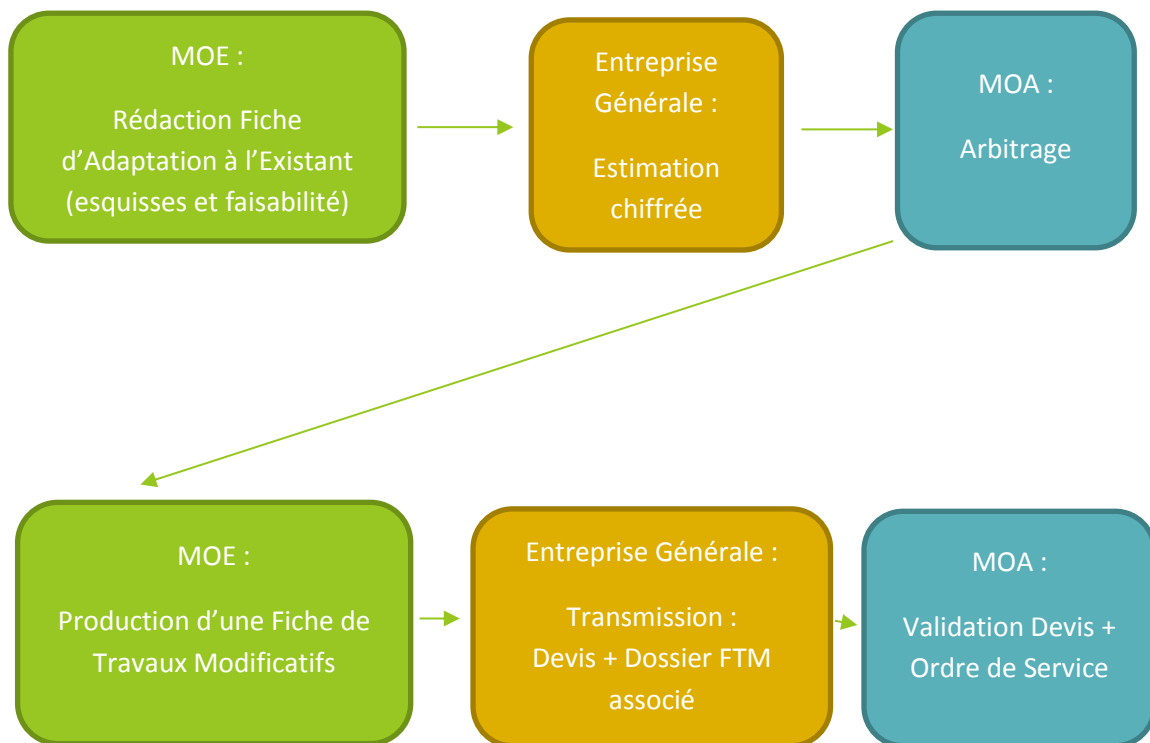 MOE :
Rédaction Fiche
d’Adaptation à l’Existant
(esquisses et faisabilité)
Entreprise
Générale :
Estimation
chiffrée
MOA :
Arbitrage
MOE :
Production d’une Fiche de
Travaux Modificatifs
Entreprise Générale :
Transmission :
Devis + Dossier FTM
associé
MOA :
Validation Devis +
Ordre de Service